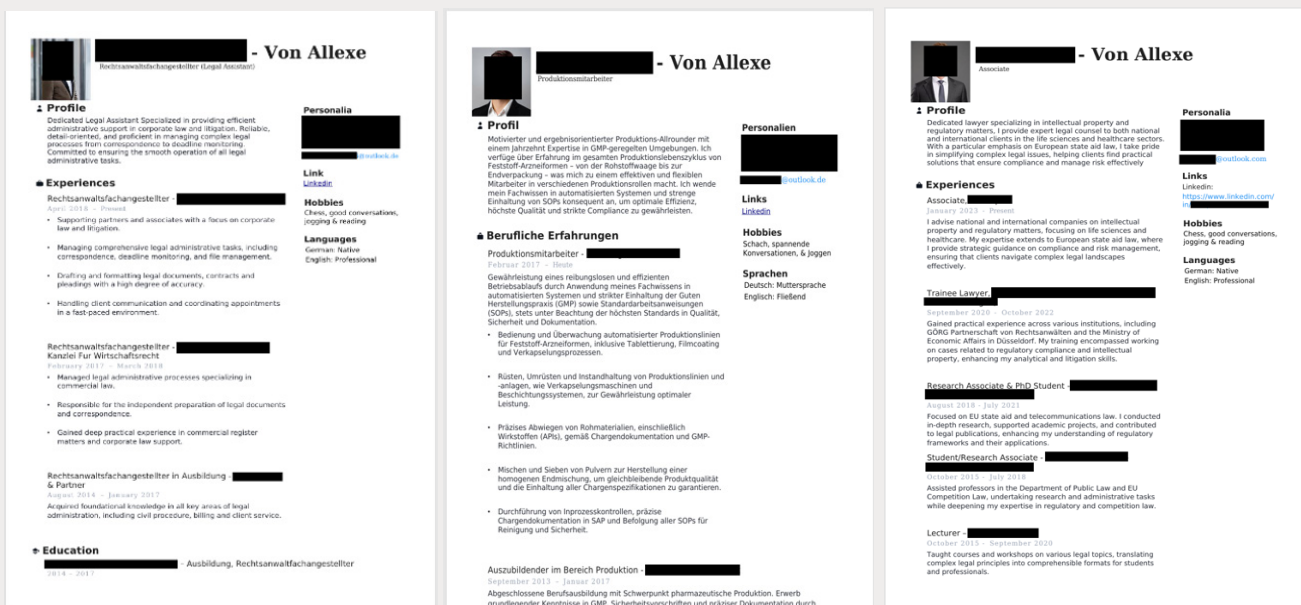 - Von Allexe
Rechtsanwaltsfachangestellter (Legal Assistant)
Profile
Dedicated Legal Assistant Specialized in providing efficient
administrative support in corporate law and litigation. Reliable,
detail-oriented, and proficient in managing complex legal
processes from correspondence to deadline monitoring.
Committed to ensuring the smooth operation of all legal
administrative tasks.
Experiences
Rechtsanwaltsfachangestellter -
April 2018 - Present
• Supporting partners and associates with a focus on corporate
law and litigation.
• Managing comprehensive legal administrative tasks, including
correspondence, deadline monitoring, and file management.
• Drafting and formatting legal documents, contracts and
pleadings with a high degree of accuracy.
• Handling client communication and coordinating appointments
in a fast-paced environment.
Rechtsanwaltsfachangestellter -
Kanzlei Fur Wirtschaftsrecht
February 2017 - March 2018
• Managed legal administrative processes specializing in
commercial law.
• Responsible for the independent preparation of legal documents
and correspondence.
• Gained deep practical experience in commercial register
matters and corporate law support.
Rechtsanwaltsfachangestellter in Ausbildung -
& Partner
August 2014 - January 2017
Acquired foundational knowledge in all key areas of legal
administration, including civil procedure, billing and client service.
Education
- Ausbildung, Rechtsanwaltfachangestellter
2014 - 2017
Personalia
@outlook.de
Link
Linkedin
Hobbies
Chess, good conversations,
jogging & reading
Languages
German: Native
English: Professional
- Von Allexe
Produktionsmitarbeiter
Profil
Motivierter und ergebnisorientierter Produktions-Allrounder mit
einem Jahrzehnt Expertise in GMP-geregelten Umgebungen. Ich
verfüge über Erfahrung im gesamten Produktionslebenszyklus von
Feststoff-Arzneiformen – von der Rohstoffwaage bis zur
Endverpackung – was mich zu einem effektiven und flexiblen
Mitarbeiter in verschiedenen Produktionsrollen macht. Ich wende
mein Fachwissen in automatisierten Systemen und strenge
Einhaltung von SOPs konsequent an, um optimale Effizienz,
höchste Qualität und strikte Compliance zu gewährleisten.
Berufliche Erfahrungen
Produktionsmitarbeiter -
Februar 2017 - Heute
Gewährleistung eines reibungslosen und effizienten
Betriebsablaufs durch Anwendung meines Fachwissens in
automatisierten Systemen und strikter Einhaltung der Guten
Herstellungspraxis (GMP) sowie Standardarbeitsanweisungen
(SOPs), stets unter Beachtung der höchsten Standards in Qualität,
Sicherheit und Dokumentation.
• Bedienung und Überwachung automatisierter Produktionslinien
für Feststoff-Arzneiformen, inklusive Tablettierung, Filmcoating
und Verkapselungsprozessen.
• Rüsten, Umrüsten und Instandhaltung von Produktionslinien und
-anlagen, wie Verkapselungsmaschinen und
Beschichtungssystemen, zur Gewährleistung optimaler
Leistung.
• Präzises Abwiegen von Rohmaterialien, einschließlich
Wirkstoffen (APIs), gemäß Chargendokumentation und GMP-
Richtlinien.
• Mischen und Sieben von Pulvern zur Herstellung einer
homogenen Endmischung, um gleichbleibende Produktqualität
und die Einhaltung aller Chargenspezifikationen zu garantieren.
• Durchführung von Inprozesskontrollen, präzise
Chargendokumentation in SAP und Befolgung aller SOPs für
Reinigung und Sicherheit.
Auszubildender im Bereich Produktion -
September 2013 - Januar 2017
Abgeschlossene Berufsausbildung mit Schwerpunkt pharmazeutische Produktion. Erwerb
grundlegender Kenntnisse in GMP, Sicherheitsvorschriften und präziser Dokumentation durch
Personalien
@outlook.de
Links
Linkedin
Hobbies
Schach, spannende
Konversationen, & Joggen
Sprachen
Deutsch: Muttersprache
Englisch: Fließend
- Von Allexe
Associate
Profile
Dedicated lawyer specializing in intellectual property and
regulatory matters, I provide expert legal counsel to both national
and international clients in the life sciences and healthcare sectors.
With a particular emphasis on European state aid law, I take pride
in simplifying complex legal issues, helping clients find practical
solutions that ensure compliance and manage risk effectively
Experiences
Associate,
January 2023 - Present
I advise national and international companies on intellectual
property and regulatory matters, focusing on life sciences and
healthcare. My expertise extends to European state aid law, where
I provide strategic guidance on compliance and risk management,
ensuring that clients navigate complex legal landscapes
effectively.
Trainee Lawyer,
September 2020 - October 2022
Gained practical experience across various institutions, including
GÖRG Partnerschaft von Rechtsanwälten and the Ministry of
Economic Affairs in Düsseldorf. My training encompassed working
on cases related to regulatory compliance and intellectual
property, enhancing my analytical and litigation skills.
Research Associate & PhD Student -
August 2018 - July 2021
Focused on EU state aid and telecommunications law. I conducted
in-depth research, supported academic projects, and contributed
to legal publications, enhancing my understanding of regulatory
frameworks and their applications.
Student/Research Associate -
October 2015 - July 2018
Assisted professors in the Department of Public Law and EU
Competition Law, undertaking research and administrative tasks
while deepening my expertise in regulatory and competition law.
Lecturer -
October 2015 - September 2020
Taught courses and workshops on various legal topics, translating
complex legal principles into comprehensible formats for students
and professionals.
Personalia
@outlook.com
Links
Linkedin:
https://www.linkedin.com/
in/
Hobbies
Chess, good conversations,
jogging & reading
Languages
German: Native
English: Professional